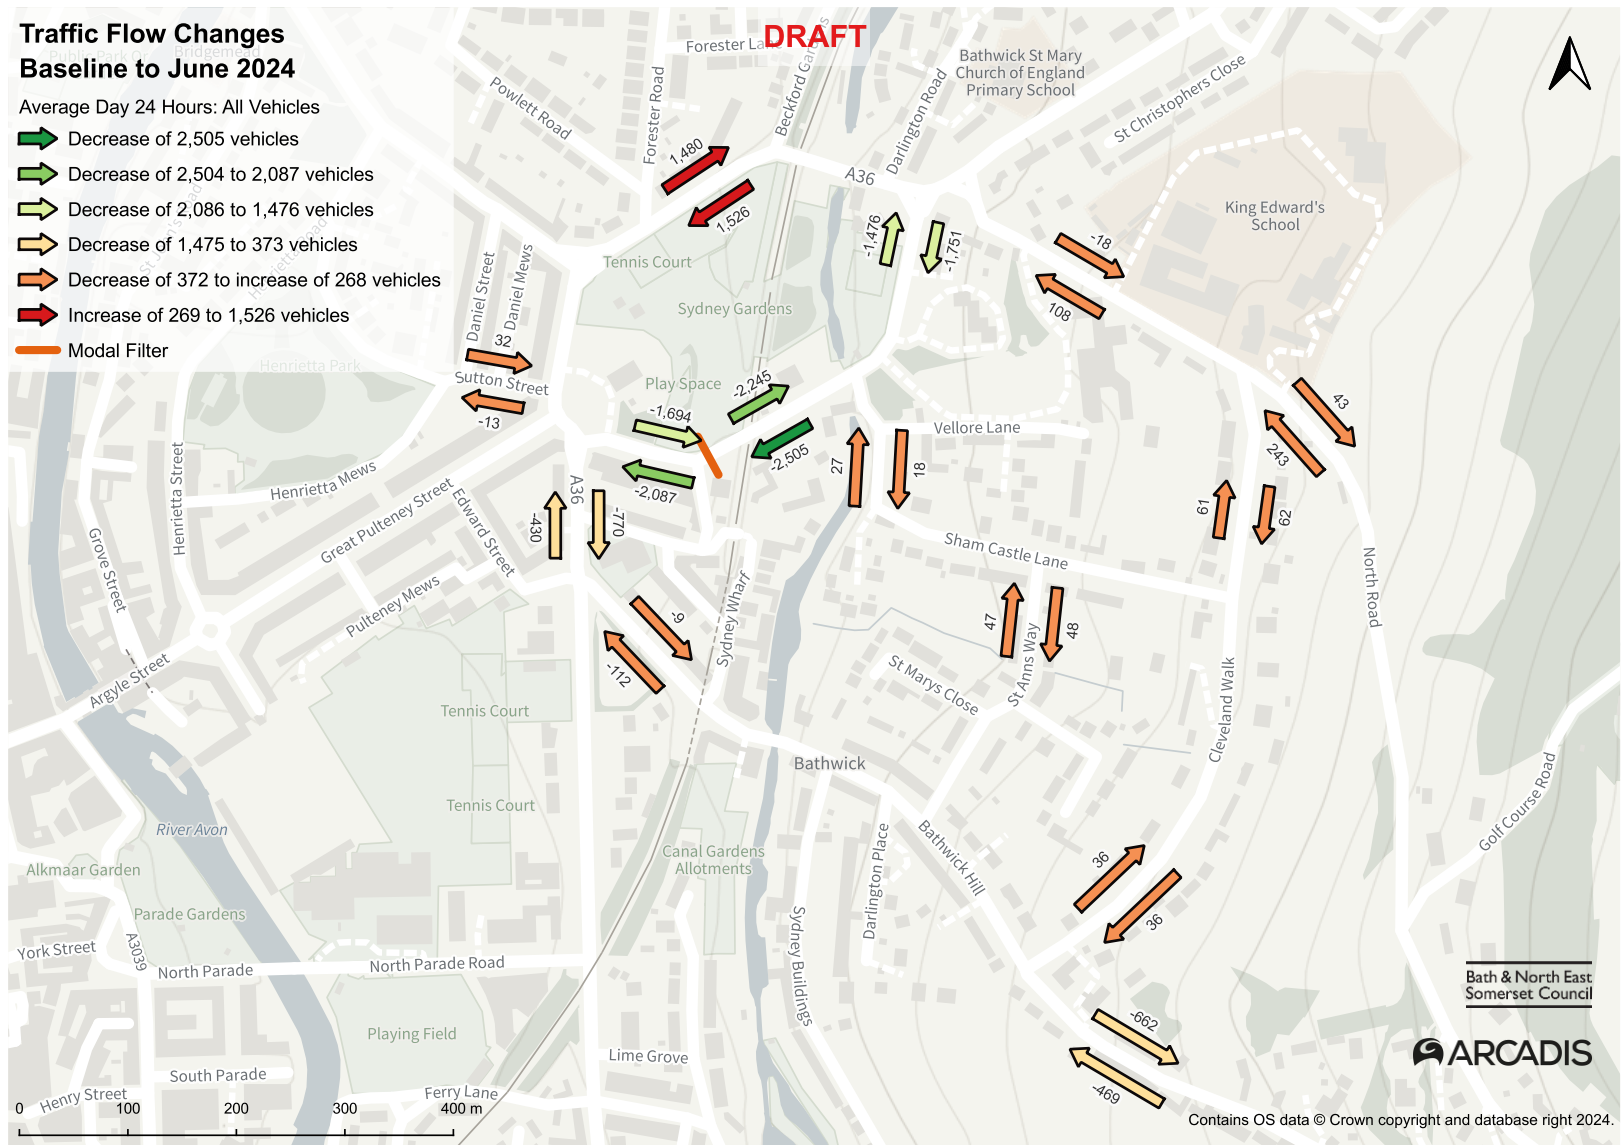 Traffic Flow Changes
Baseline to June 2024
DRAFT
Average Day 24 Hours: All Vehicles
Decrease of 2,505 vehicles
Decrease of 2,504 to 2,087 vehicles
Decrease of 2,086 to 1,476 vehicles
Decrease of 1,475 to 373 vehicles
Decrease of 372 to increase of 268 vehicles
Increase of 269 to 1,526 vehicles
Modal Filter
Bridgemead
Henrietta Road
Henrietta Park
Powlett Road
Forester Road
Forester Lane
Beckford Gardens
Darlington Road
Bathwick St Mary
Church of England
Primary School
St Christophers Close
King Edward's
School
1,480
1,526
A36
-1,476
-1,751
-18
108
Tennis Court
Sydney Gardens
Daniel Street
Daniel Mews
32
Sutton Street
-13
Play Space
-1,694
-2,245
-2,505
-2,087
Vellore Lane
27
18
43
243
61
62
Henrietta Street
Henrietta Mews
Great Pulteney Street
Edward Street
A36
-430
-770
Grove Street
Pulteney Mews
Argyle Street
Sham Castle Lane
North Road
47
48
St Anns Way
St Marys Close
Sydney Wharf
-9
-112
Cleveland Walk
Tennis Court
Bathwick
Tennis Court
River Avon
Golf Course Road
Alkmaar Garden
Canal Gardens
Allotments
Bathwick Hill
Darlington Place
36
36
Parade Gardens
York Street
A3039
North Parade
North Parade Road
Sydney Buildings
Playing Field
-662
-469
Lime Grove
South Parade
Henry Street
Ferry Lane
Bath & North East
Somerset Council
ARCADIS
0 100 200 300 400 m
Contains OS data © Crown copyright and database right 2024.